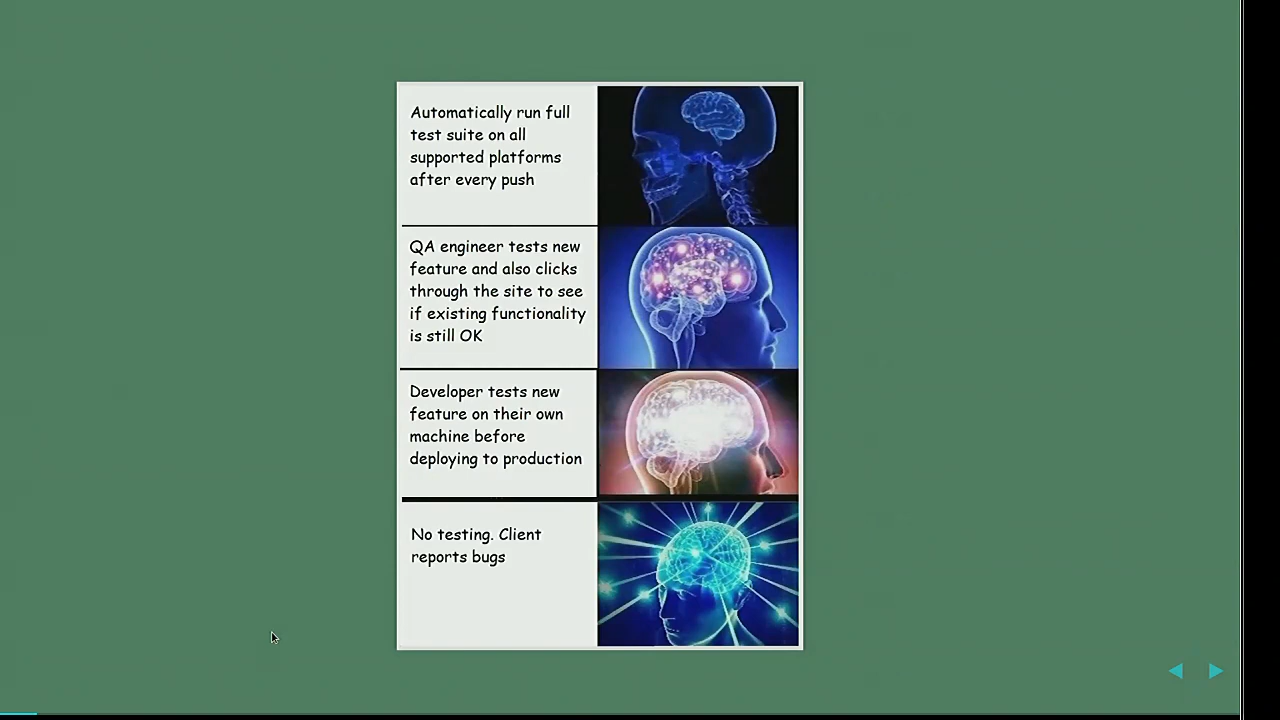 Automatically run full
test suite on all
supported platforms
after every push
QA engineer tests new
feature and also clicks
through the site to see
if existing functionality
is still OK
Developer tests new
feature on their own
machine before
deploying to production
No testing. Client
reports bugs